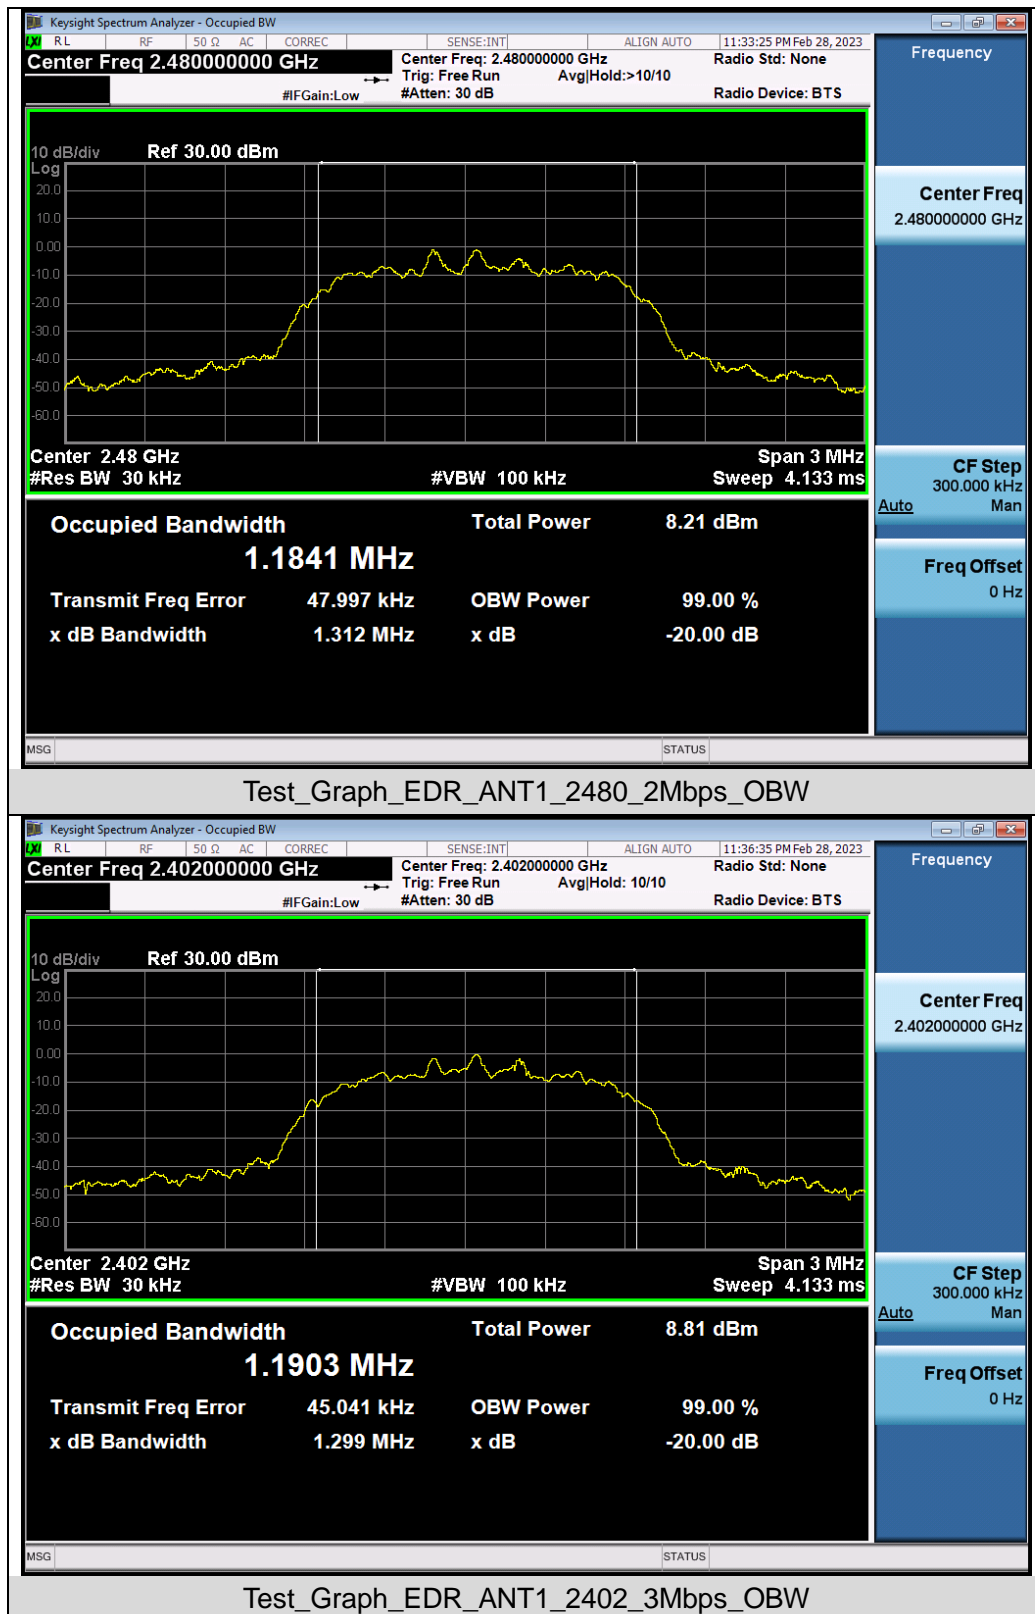 Keysight Spectrum Analyzer - Occupied BW
LXI RL RF 50 Ω AC CORREC SENSE:INT ALIGN AUTO 11:33:25 PM Feb 28, 2023
Center Freq 2.480000000 GHz
Center Freq: 2.480000000 GHz
Radio Std: None
Trig: Free Run Avg|Hold:>10/10
#IFGain:Low #Atten: 30 dB Radio Device: BTS
10 dB/div Ref 30.00 dBm
Log
20.0
10.0
0.00
-10.0
-20.0
-30.0
-40.0
-50.0
-60.0
Center 2.48 GHz Span 3 MHz
#Res BW 30 kHz #VBW 100 kHz Sweep 4.133 ms
Occupied Bandwidth Total Power 8.21 dBm
1.1841 MHz
Transmit Freq Error 47.997 kHz OBW Power 99.00 %
x dB Bandwidth 1.312 MHz x dB -20.00 dB
MSG STATUS
Frequency
Center Freq
2.480000000 GHz
CF Step
300.000 kHz
Auto Man
Freq Offset
0 Hz
Test_Graph_EDR_ANT1_2480_2Mbps_OBW
Keysight Spectrum Analyzer - Occupied BW
LXI RL RF 50 Ω AC CORREC SENSE:INT ALIGN AUTO 11:36:35 PM Feb 28, 2023
Center Freq 2.402000000 GHz
Center Freq: 2.402000000 GHz
Radio Std: None
Trig: Free Run Avg|Hold: 10/10
#IFGain:Low #Atten: 30 dB Radio Device: BTS
10 dB/div Ref 30.00 dBm
Log
20.0
10.0
0.00
-10.0
-20.0
-30.0
-40.0
-50.0
-60.0
Center 2.402 GHz Span 3 MHz
#Res BW 30 kHz #VBW 100 kHz Sweep 4.133 ms
Occupied Bandwidth Total Power 8.81 dBm
1.1903 MHz
Transmit Freq Error 45.041 kHz OBW Power 99.00 %
x dB Bandwidth 1.299 MHz x dB -20.00 dB
MSG STATUS
Frequency
Center Freq
2.402000000 GHz
CF Step
300.000 kHz
Auto Man
Freq Offset
0 Hz
Test_Graph_EDR_ANT1_2402_3Mbps_OBW